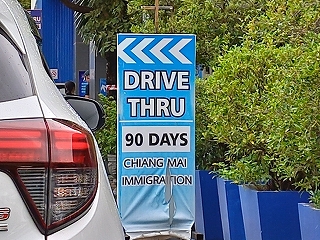 DRIVE
THRU
90 DAYS
CHIANG MAI
IMMIGRATION